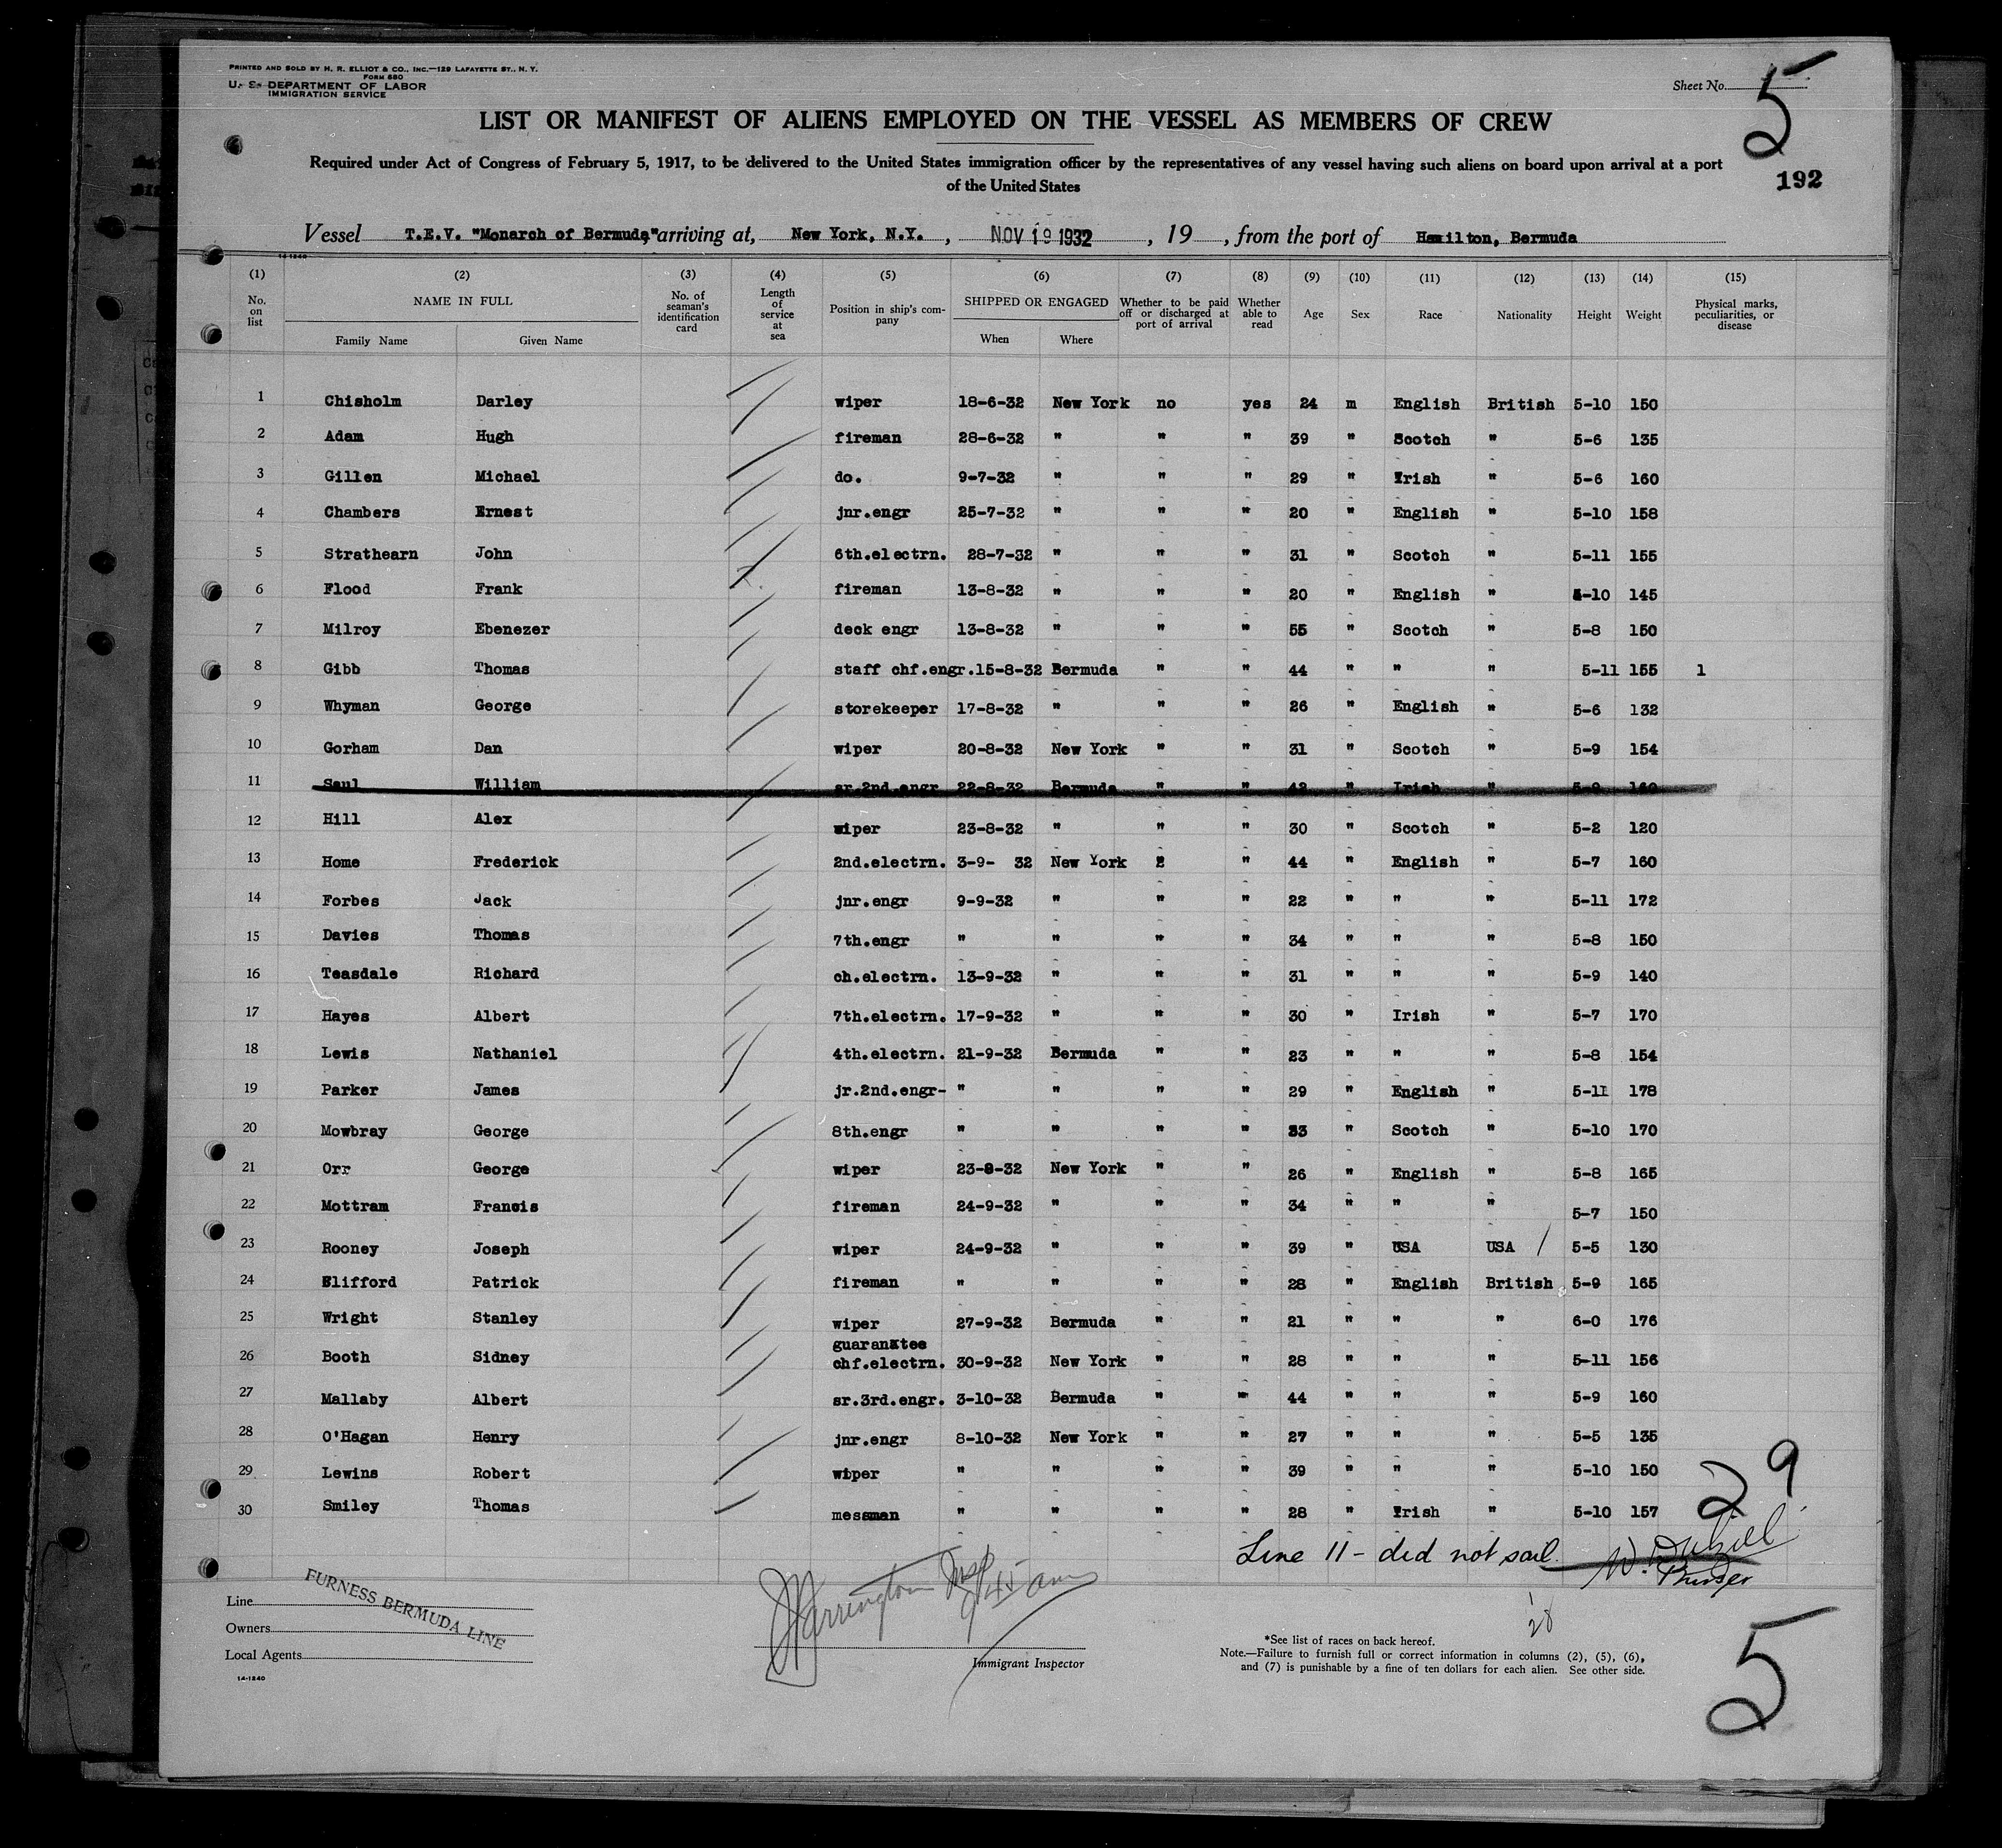 PRINTED AND SOLD BY H. R. ELLIOT & CO., INC.—129 LAFAYETTE ST., N. Y.
FORM 680
U. S. DEPARTMENT OF LABOR
IMMIGRATION SERVICE
Sheet No. 5
LIST OR MANIFEST OF ALIENS EMPLOYED ON THE VESSEL AS MEMBERS OF CREW
Required under Act of Congress of February 5, 1917, to be delivered to the United States immigration officer by the representatives of any vessel having such aliens on board upon arrival at a port
of the United States
192
Vessel T.E.V. "Monarch of Bermuda", arriving at, New York, N.Y. , NOV 19 1932 , 19 , from the port of Hamilton, Bermuda
14-1240
(1) (2) (3) (4) (5) (6) (7) (8) (9) (10) (11) (12) (13) (14) (15)
No. on list NAME IN FULL Family Name Given Name No. of seaman's identification card Length of service at sea Position in ship's company SHIPPED OR ENGAGED When Where Whether to be paid off or discharged at port of arrival Whether able to read Age Sex Race Nationality Height Weight Physical marks, peculiarities, or disease
1 Chisholm Darley wiper 18-6-32 New York no yes 24 m English British 5-10 150
2 Adam Hugh fireman 28-6-32 " " " 39 " Scotch " 5-6 135
3 Gillen Michael do. 9-7-32 " " " 29 " Irish " 5-6 160
4 Chambers Ernest jnr.engr 25-7-32 " " " 20 " English " 5-10 158
5 Strathearn John 6th.electrn. 28-7-32 " " " 31 " Scotch " 5-11 155
6 Flood Frank fireman 13-8-32 " " " 20 " English " -10 145
7 Milroy Ebenezer deck engr 13-8-32 " " " 55 " Scotch " 5-8 150
8 Gibb Thomas staff chf.engr. 15-8-32 Bermuda " " 44 " " " 5-11 155 1
9 Whyman George storekeeper 17-8-32 " " " 26 " English " 5-6 132
10 Gorham Dan wiper 20-8-32 New York " " 31 " Scotch " 5-9 154
11 Saul William sr.2nd.engr 22-8-32 Bermuda " " " Irish "
12 Hill Alex wiper 23-8-32 " " " 30 " Scotch " 5-2 120
13 Home Frederick 2nd.electrn. 3-9- 32 New York " " 44 " English " 5-7 160
14 Forbes Jack jnr.engr 9-9-32 " " " 22 " " " 5-11 172
15 Davies Thomas 7th.engr " " " " 34 " " " 5-8 150
16 Teasdale Richard ch.electrn. 13-9-32 " " " 31 " " " 5-9 140
17 Hayes Albert 7th.electrn. 17-9-32 " " " 30 " Irish " 5-7 170
18 Lewis Nathaniel 4th.electrn. 21-9-32 Bermuda " " 23 " " " 5-8 154
19 Parker James jr.2nd.engr- " " " " 29 " English " 5-11 178
20 Mowbray George 8th.engr " " " " 33 " Scotch " 5-10 170
21 Orr George wiper 23-9-32 New York " " 26 " English " 5-8 165
22 Mottram Francis fireman 24-9-32 " " " 34 " " " 5-7 150
23 Rooney Joseph wiper 24-9-32 " " " 39 " USA USA / 5-5 130
24 Clifford Patrick fireman " " " " 28 " English British 5-9 165
25 Wright Stanley wiper 27-9-32 Bermuda " " 21 " " " 6-0 176
26 Booth Sidney guarantee chf.electrn. 30-9-32 New York " " 28 " " " 5-11 156
27 Mallaby Albert sr.3rd.engr. 3-10-32 Bermuda " " 44 " " " 5-9 160
28 O'Hagan Henry jnr.engr 8-10-32 New York " " 27 " " " 5-5 135
29 Lewins Robert wiper " " " " 39 " " " 5-10 150
30 Smiley Thomas messman " " " " 28 " Irish " 5-10 157
29
Line 11 - did not sail.
Purser
Line
FURNESS BERMUDA LINE
Owners
Local Agents
14-1240
Harrington Insp
945 am
Immigrant Inspector
28
*See list of races on back hereof.
Note.—Failure to furnish full or correct information in columns (2), (5), (6),
and (7) is punishable by a fine of ten dollars for each alien. See other side.
5